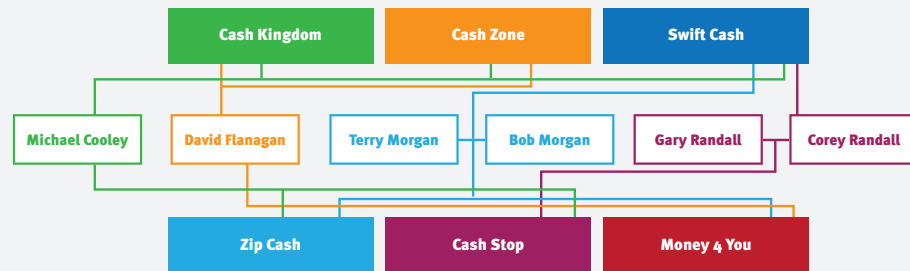 Cash Kingdom
Cash Zone
Swift Cash
Michael Cooley
David Flanagan
Terry Morgan
Bob Morgan
Gary Randall
Corey Randall
Zip Cash
Cash Stop
Money 4 You